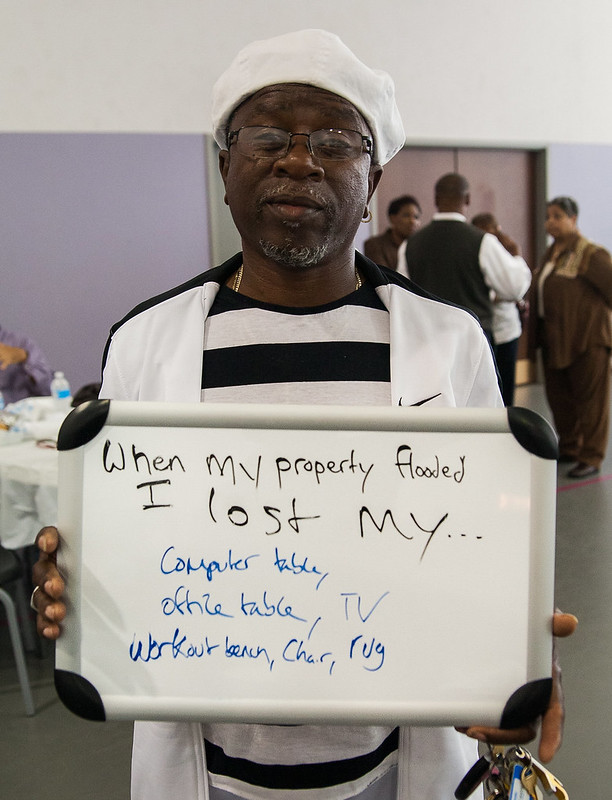 When my property flooded
I lost my...
Computer table,
office table, TV
Workout bench, Chair, rug